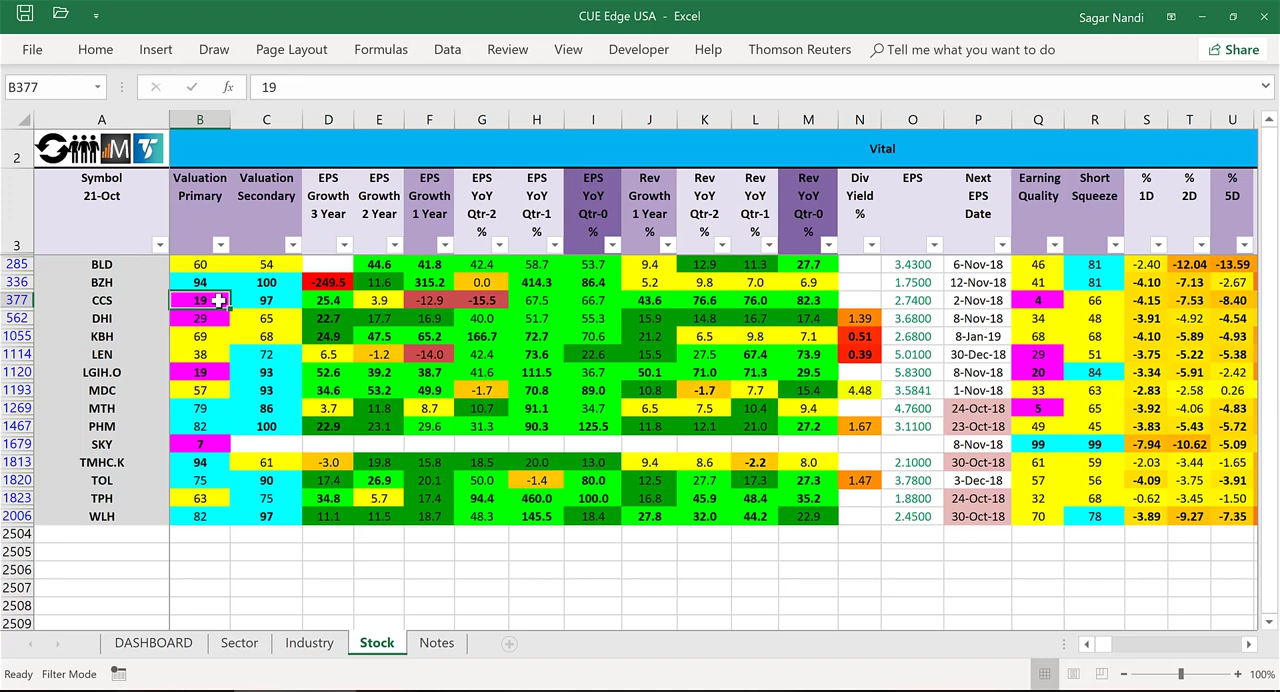 CUE Edge USA - Excel
Sagar Nandi
File Home Insert Draw Page Layout Formulas Data Review View Developer Help Thomson Reuters Tell me what you want to do Share
B377 fx 19
A B C D E F G H I J K L M N O P Q R S T U
2 M T Vital
3 Symbol 21-Oct Valuation Primary Valuation Secondary EPS Growth 3 Year EPS Growth 2 Year EPS Growth 1 Year EPS YoY Qtr-2 % EPS YoY Qtr-1 % EPS YoY Qtr-0 % Rev Growth 1 Year Rev YoY Qtr-2 % Rev YoY Qtr-1 % Rev YoY Qtr-0 % Div Yield % EPS Next EPS Date Earning Quality Short Squeeze % 1D % 2D % 5D
285 BLD 60 54 44.6 41.8 42.4 58.7 53.7 9.4 12.9 11.3 27.7 3.4300 6-Nov-18 46 81 -2.40 -12.04 -13.59
336 BZH 94 100 -249.5 11.6 315.2 0.0 414.3 86.4 5.2 9.8 7.0 6.9 1.7500 12-Nov-18 41 81 -4.10 -7.13 -2.67
377 CCS 19 97 25.4 3.9 -12.9 -15.5 67.5 66.7 43.6 76.6 76.0 82.3 2.7400 2-Nov-18 4 66 -4.15 -7.53 -8.40
562 DHI 29 65 22.7 17.7 16.9 40.0 51.7 55.3 15.9 14.8 16.7 17.4 1.39 3.6800 8-Nov-18 34 48 -3.91 -4.92 -4.54
1055 KBH 69 68 24.9 47.5 65.2 166.7 72.7 70.6 21.2 6.5 9.8 7.1 0.51 2.6800 8-Jan-19 68 68 -4.10 -5.89 -4.93
1114 LEN 38 72 6.5 -1.2 -14.0 42.4 73.6 22.6 15.5 27.5 67.4 73.9 0.39 5.0100 30-Dec-18 29 51 -3.75 -5.22 -5.38
1120 LGIH.O 19 93 52.6 39.2 38.7 41.6 111.5 36.7 50.1 71.0 71.3 29.5 5.8300 8-Nov-18 20 84 -3.34 -5.91 -2.42
1193 MDC 57 93 34.6 53.2 49.9 -1.7 70.8 89.0 10.8 -1.7 7.7 15.4 4.48 3.5841 1-Nov-18 33 63 -2.83 -2.58 0.26
1269 MTH 79 86 3.7 11.8 8.7 10.7 91.1 34.7 6.5 7.5 10.4 9.4 4.7600 24-Oct-18 5 65 -3.92 -4.06 -4.83
1467 PHM 82 100 22.9 23.1 29.6 31.3 90.3 125.5 11.8 12.1 21.0 27.2 1.67 3.1100 23-Oct-18 49 45 -3.83 -5.43 -5.72
1679 SKY 7 8-Nov-18 99 99 -7.94 -10.62 -5.09
1813 TMHC.K 94 61 -3.0 19.8 15.8 18.5 20.0 13.0 9.4 8.6 -2.2 8.0 2.1000 30-Oct-18 61 59 -2.03 -3.44 -1.65
1820 TOL 75 90 17.4 26.9 20.1 50.0 -1.4 80.0 12.5 27.7 17.3 27.3 1.47 3.7800 3-Dec-18 57 56 -4.09 -3.75 -3.91
1823 TPH 63 75 34.8 5.7 17.4 94.4 460.0 100.0 16.8 45.9 48.4 35.2 1.8800 24-Oct-18 32 68 -0.62 -3.45 -1.50
2006 WLH 82 97 11.1 11.5 18.7 48.3 145.5 18.4 27.8 32.0 44.2 22.9 2.4500 30-Oct-18 70 78 -3.89 -9.27 -7.35
2504
2505
2506
2507
2508
2509
DASHBOARD Sector Industry Stock Notes
Ready Filter Mode 100%